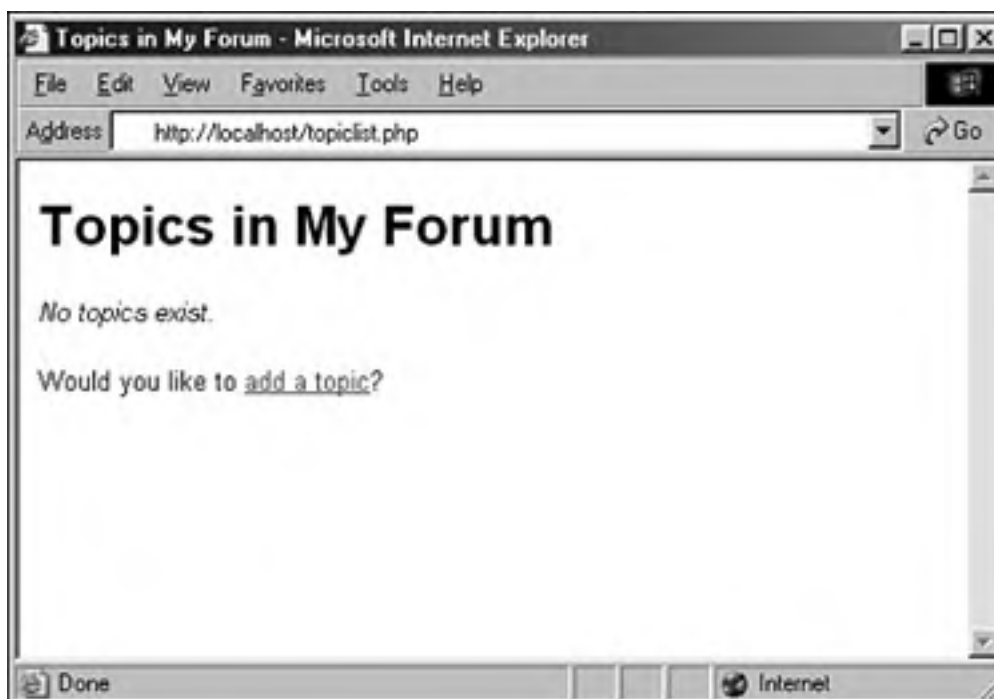 Topics in My Forum - Microsoft Internet Explorer
File Edit View Favorites Tools Help
Address http://localhost/topiclist.php Go
Topics in My Forum
No topics exist.
Would you like to add a topic?
Done Internet